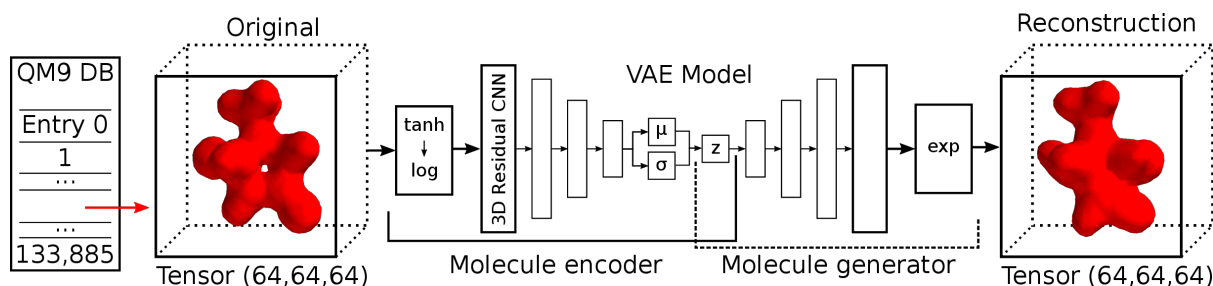 Original
Reconstruction
QM9 DB
VAE Model
Entry 0
1
...
...
133,885
tanh
log
3D Residual CNN
μ
σ
z
exp
Molecule encoder
Molecule generator
Tensor (64,64,64)
Tensor (64,64,64)